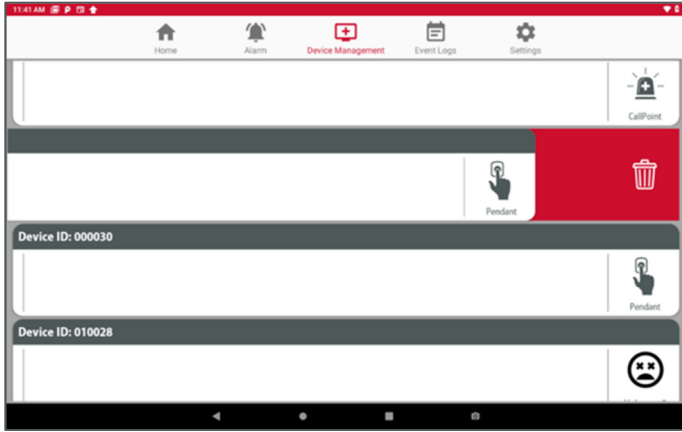 11:41 AM
Home
Alarm
Device Management
Event Logs
Settings
CallPoint
Pendant
Device ID: 000030
Pendant
Device ID: 010028